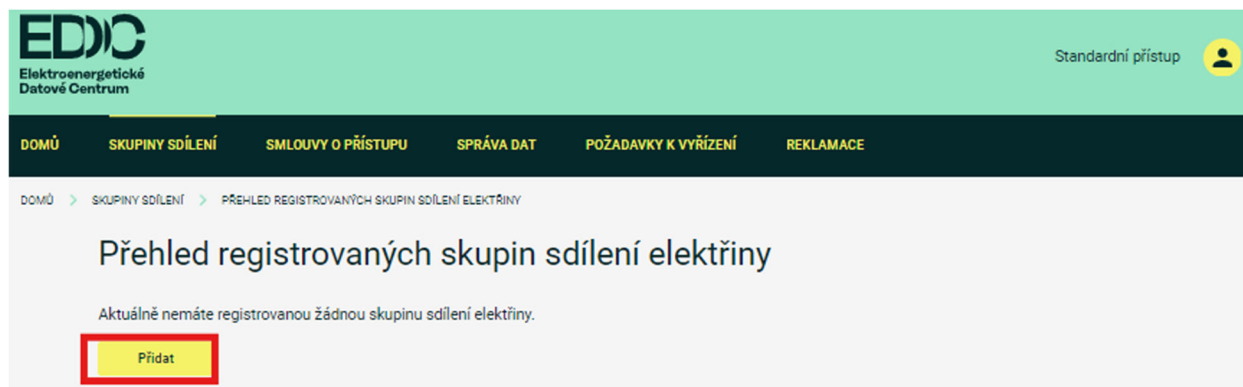 EDC
Elektroenergetické
Datové Centrum
Standardní přístup
DOMŮ SKUPINY SDÍLENÍ SMLOUVY O PŘÍSTUPU SPRÁVA DAT POŽADAVKY K VYŘÍZENÍ REKLAMACE
DOMŮ > SKUPINY SDÍLENÍ > PŘEHLED REGISTROVANÝCH SKUPIN SDÍLENÍ ELEKTŘINY
Přehled registrovaných skupin sdílení elektřiny
Aktuálně nemáte registrovanou žádnou skupinu sdílení elektřiny.
Přidat